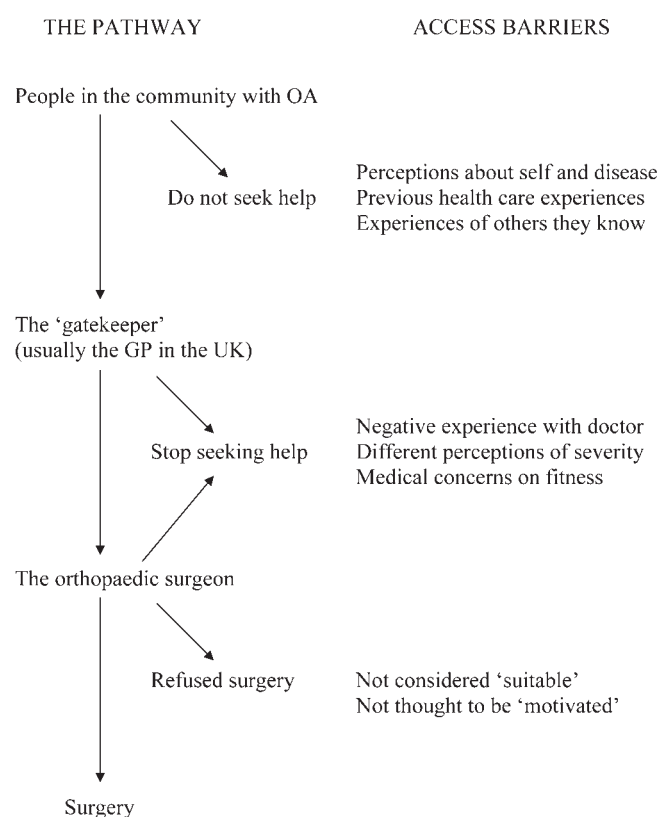 THE PATHWAY
ACCESS BARRIERS
People in the community with OA
Do not seek help
Perceptions about self and disease
Previous health care experiences
Experiences of others they know
The ‘gatekeeper’
(usually the GP in the UK)
Stop seeking help
Negative experience with doctor
Different perceptions of severity
Medical concerns on fitness
The orthopaedic surgeon
Refused surgery
Not considered ‘suitable’
Not thought to be ‘motivated’
Surgery